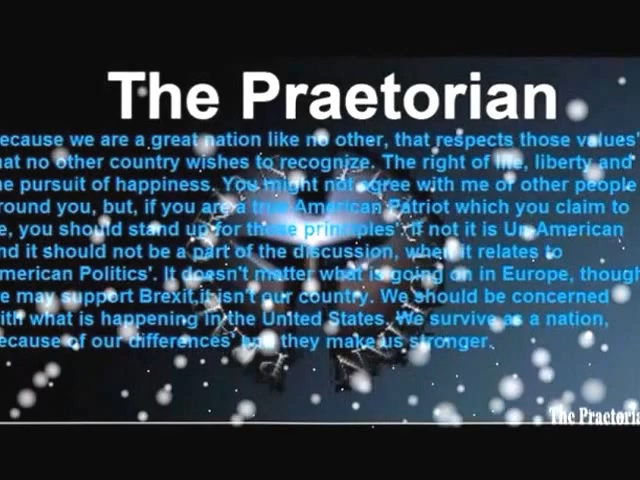 The Praetorian
ecause we are a great nation like no other, that respects those values
hat no other country wishes to recognize. The right of life, liberty and
he pursuit of happiness. You might not agree with me or other people
round you, but, if you are a true American Patriot which you claim to
e, you should stand up for those principles'. If not it is Un-American
nd it should not be a part of the discussion, when it relates to
merican Politics'. It doesn't matter what is going on in Europe, though
e may support Brexit,it isn't our country. We should be concerned
ith what is happening in the United States. We survive as a nation,
ecause of our differences' and they make us stronger.
The Praetoria